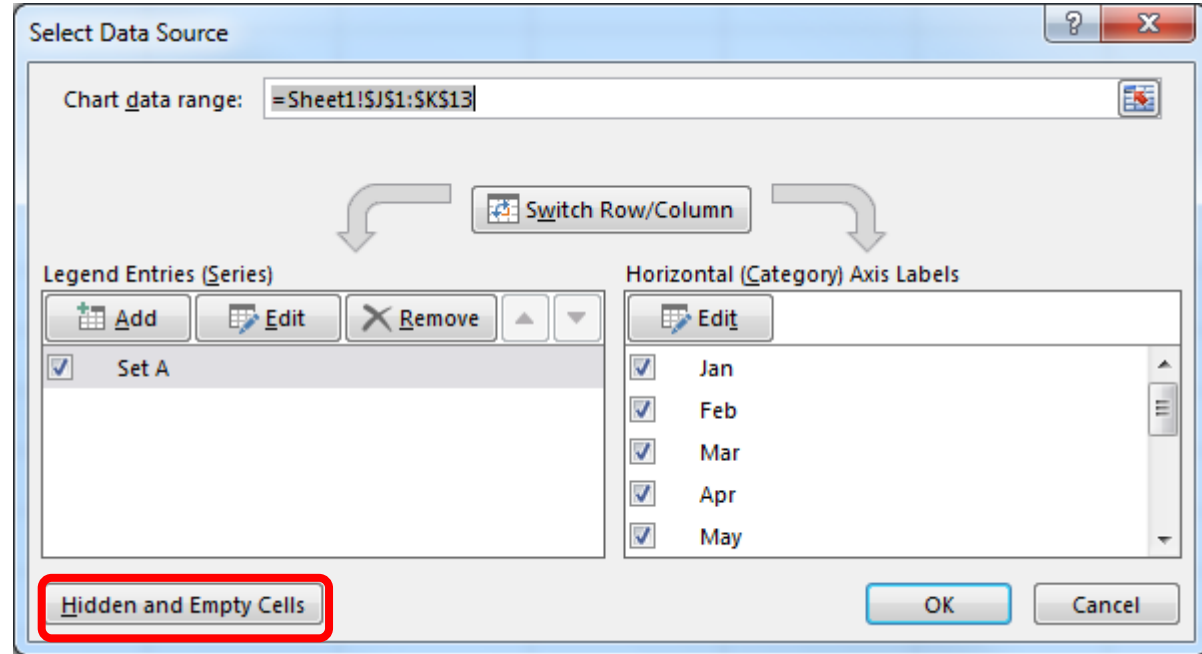 Select Data Source
?
Chart data range: =Sheet1!$J$1:$K$13
Switch Row/Column
Legend Entries (Series)
Add Edit Remove
Set A
Horizontal (Category) Axis Labels
Edit
Jan
Feb
Mar
Apr
May
Hidden and Empty Cells
OK Cancel